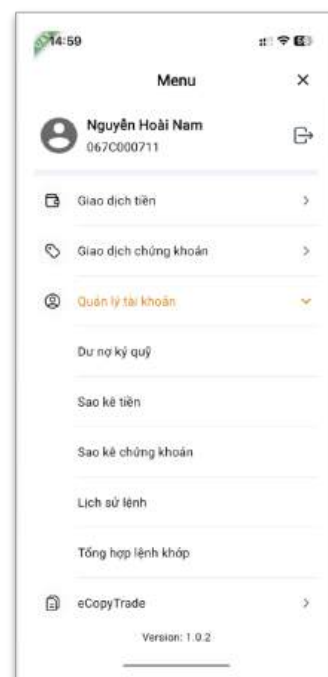 14:59
Menu
Nguyễn Hoài Nam
067C000711
Giao dịch tiền
Giao dịch chứng khoán
Quản lý tài khoản
Dư nợ ký quỹ
Sao kê tiền
Sao kê chứng khoán
Lịch sử lệnh
Tổng hợp lệnh khớp
eCopyTrade
Version: 1.0.2